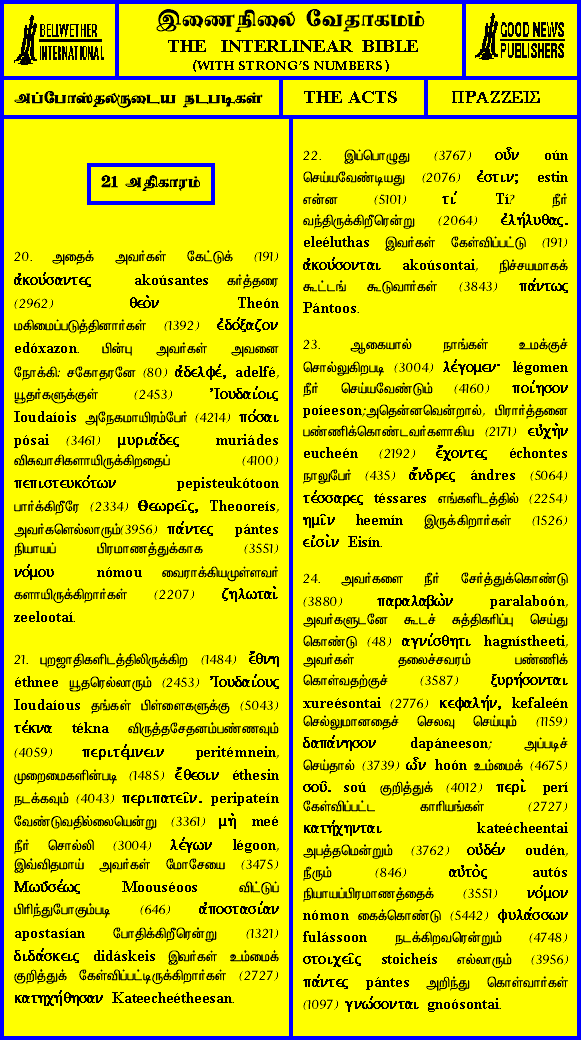 BELLWETHER
INTERNATIONAL
இணைநிலை வேதாகமம்
THE INTERLINEAR BIBLE
(WITH STRONG'S NUMBERS)
GOOD NEWS
PUBLISHERS
அப்போஸ்தலருடைய நடபடிகள்
THE ACTS
ΠΡΑΖΖΕΙΣ
21 அதிகாரம்
20. அதைக் அவர்கள் கேட்டுக் (191)
ἀκούσαντες akoúsantes கர்த்தரை
(2962) θεὸν Theón
மகிமைப்படுத்தினார்கள் (1392) ἐδόξαζον
edóxazon. பின்பு அவர்கள் அவனை
நோக்கி: சகோதரனே (80) ἀδελφέ, adelfé,
யூதர்களுக்குள் (2453) Ἰουδαίοις
Ioudaíois அநேகமாயிரம்பேர் (4214) πόσαι
pósai (3461) μυριάδες muriádes
விசுவாசிகளாயிருக்கிறதைப் (4100)
πεπιστευκότων pepisteukótoon
பார்க்கிறீரே (2334) Θεωρεῖς, Theooreís,
அவர்களெல்லாரும்(3956) πάντες pántes
நியாயப் பிரமாணத்துக்காக (3551)
νόμου nómou வைராக்கியமுள்ளவர்
களாயிருக்கிறார்கள் (2207) ζηλωταὶ
zeelootaí.
21. புறஜாதிகளிடத்திலிருக்கிற (1484) ἔθνη
éthnee யூதரெல்லாரும் (2453) Ἰουδαίους
Ioudaíous தங்கள் பிள்ளைகளுக்கு (5043)
τέκνα tékna விருத்தசேதனம்பண்ணவும்
(4059) περιτέμνειν peritémnein,
முறைமைகளின்படி (1485) ἔθεσιν éthesin
நடக்கவும் (4043) περιπατεῖν. peripateín
வேண்டுவதில்லையென்று (3361) μὴ meé
நீர் சொல்லி (3004) λέγων légoon,
இவ்விதமாய் அவர்கள் மோசேயை (3475)
Μωϋσέως Moouséoos விட்டுப்
பிரிந்துபோகும்படி (646) ἀποστασίαν
apostasían போதிக்கிறீரென்று (1321)
διδάσκεις didáskeis இவர்கள் உம்மைக்
குறித்துக் கேள்விப்பட்டிருக்கிறார்கள் (2727)
κατηχήθησαν Kateecheétheesan.
22. இப்பொழுது (3767) οὖν oún
செய்யவேண்டியது (2076) ἐστιν; estin
என்ன (5101) τί Tí? நீர்
வந்திருக்கிறீரென்று (2064) ἐλήλυθας.
eleéluthas இவர்கள் கேள்விப்பட்டு (191)
ἀκούσονται akoúsontai, நிச்சயமாகக்
கூட்டங் கூடுவார்கள் (3843) πάντως
Pántoos.
23. ஆகையால் நாங்கள் உமக்குச்
சொல்லுகிறபடி (3004) λέγομεν· légomen
நீர் செய்யவேண்டும் (4160) ποίησον
poíeeson;அதென்னவென்றால், பிரார்த்தனை
பண்ணிக்கொண்டவர்களாகிய (2171) εὐχὴν
eucheén (2192) ἔχοντες échontes
நாலுபேர் (435) ἄνδρες ándres (5064)
τέσσαρες téssares எங்களிடத்தில் (2254)
ημῖν heemín இருக்கிறார்கள் (1526)
εἰσὶν Eisín.
24. அவர்களை நீர் சேர்த்துக்கொண்டு
(3880) παραλαβὼν paralaboón,
அவர்களுடனே கூடச் சுத்திகரிப்பு செய்து
கொண்டு (48) αγνίσθητι hagnístheeti,
அவர்கள் தலைச்சவரம் பண்ணிக்
கொள்வதற்குச் (3587) ξυρήσονται
xureésontai (2776) κεφαλήν, kefaleén
செல்லுமானதைச் செலவு செய்யும் (1159)
δαπάνησον dapáneeson; அப்படிச்
செய்தால் (3739) ὧν hoón உம்மைக் (4675)
σοῦ. soú குறித்துக் (4012) περὶ perí
கேள்விப்பட்ட காரியங்கள் (2727)
κατήχηνται kateécheentai
அபத்தமென்றும் (3762) οὐδέν oudén,
நீரும் (846) αὐτὸς autós
நியாயப்பிரமாணத்தைக் (3551) νόμον
nómon கைக்கொண்டு (5442) φυλάσσων
fulássoon நடக்கிறவரென்றும் (4748)
στοιχεῖς stoicheís எல்லாரும் (3956)
πάντες pántes அறிந்து கொள்வார்கள்
(1097) γνώσονται gnoósontai.